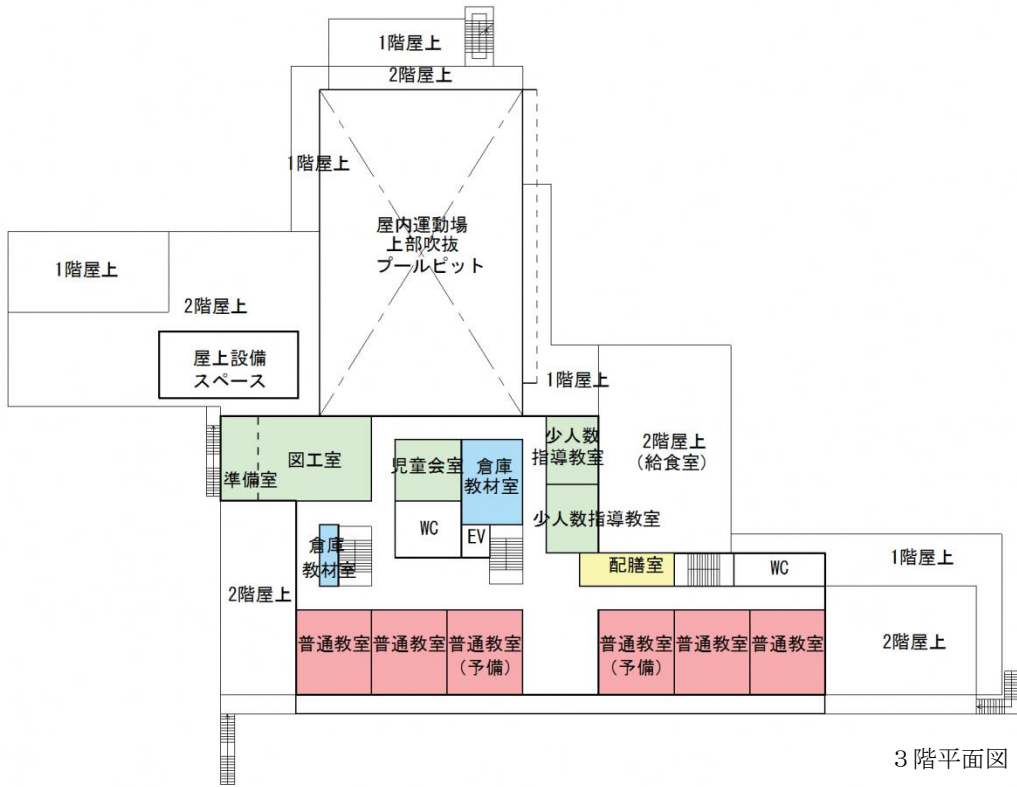 1階屋上
2階屋上
1階屋上
屋内運動場
上部吹抜
プールピット
1階屋上
2階屋上
屋上設備
スペース
1階屋上
2階屋上
(給食室)
図工室
準備室
児童会室
倉庫
教材室
少人数
指導教室
少人数指導教室
WC
EV
倉庫
教材室
配膳室
WC
1階屋上
2階屋上
2階屋上
普通教室
普通教室
普通教室
(予備)
普通教室
(予備)
普通教室
普通教室
3階平面図